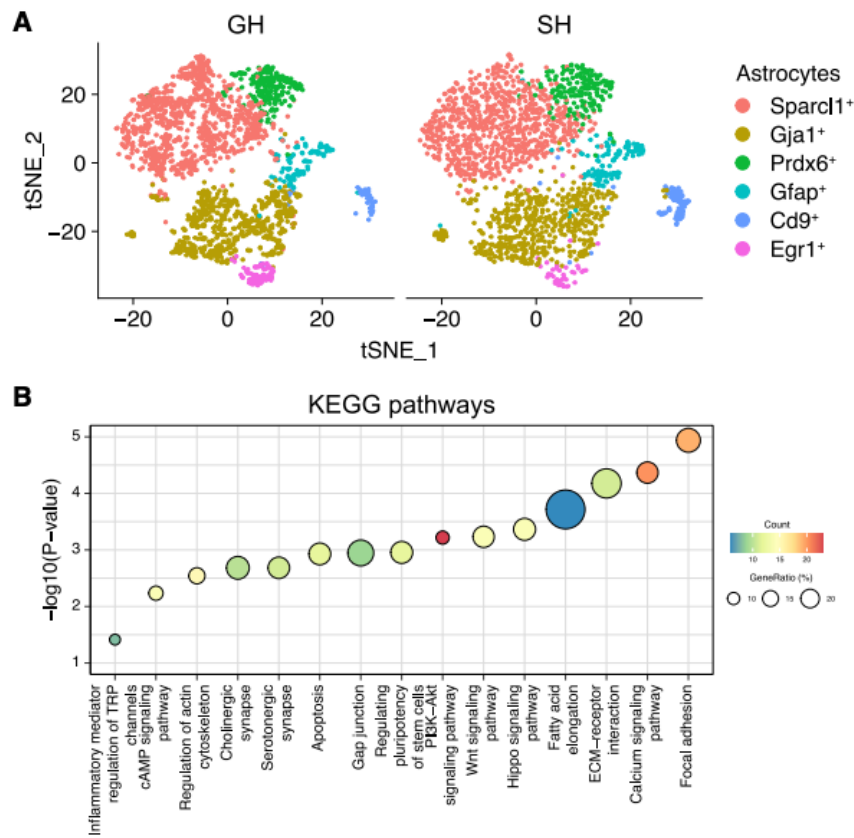 A
GH
SH
tSNE_2
20
0
−20
−20
0
20
−20
0
20
tSNE_1
Astrocytes
Sparcl1+
Gja1+
Prdx6+
Gfap+
Cd9+
Egr1+
B
KEGG pathways
−log10(P−value)
5
4
3
2
1
Inflammatory mediator
regulation of TRP
channels
cAMP signaling
pathway
Regulation of actin
cytoskeleton
Cholinergic
synapse
Serotonergic
synapse
Apoptosis
Gap junction
Regulating
pluripotency
of stem cells
PI3K−Akt
signaling pathway
Wnt signaling
pathway
Hippo signaling
pathway
Fatty acid
elongation
ECM−receptor
interaction
Calcium signaling
pathway
Focal adhesion
Count
10 15 20
GeneRatio (%)
10 15 20